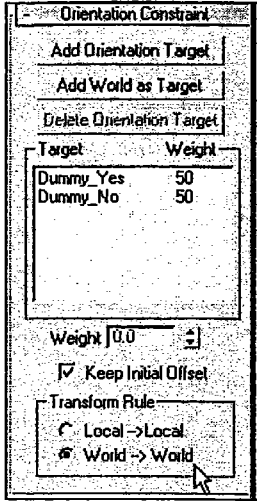 - Orientation Constraint
Add Orientation Target
Add World as Target
Delete Orientation Target
Target Weight
Dummy_Yes 50
Dummy_No 50
Weight 0.0
Keep Initial Offset
Transform Rule
Local -> Local
World -> World